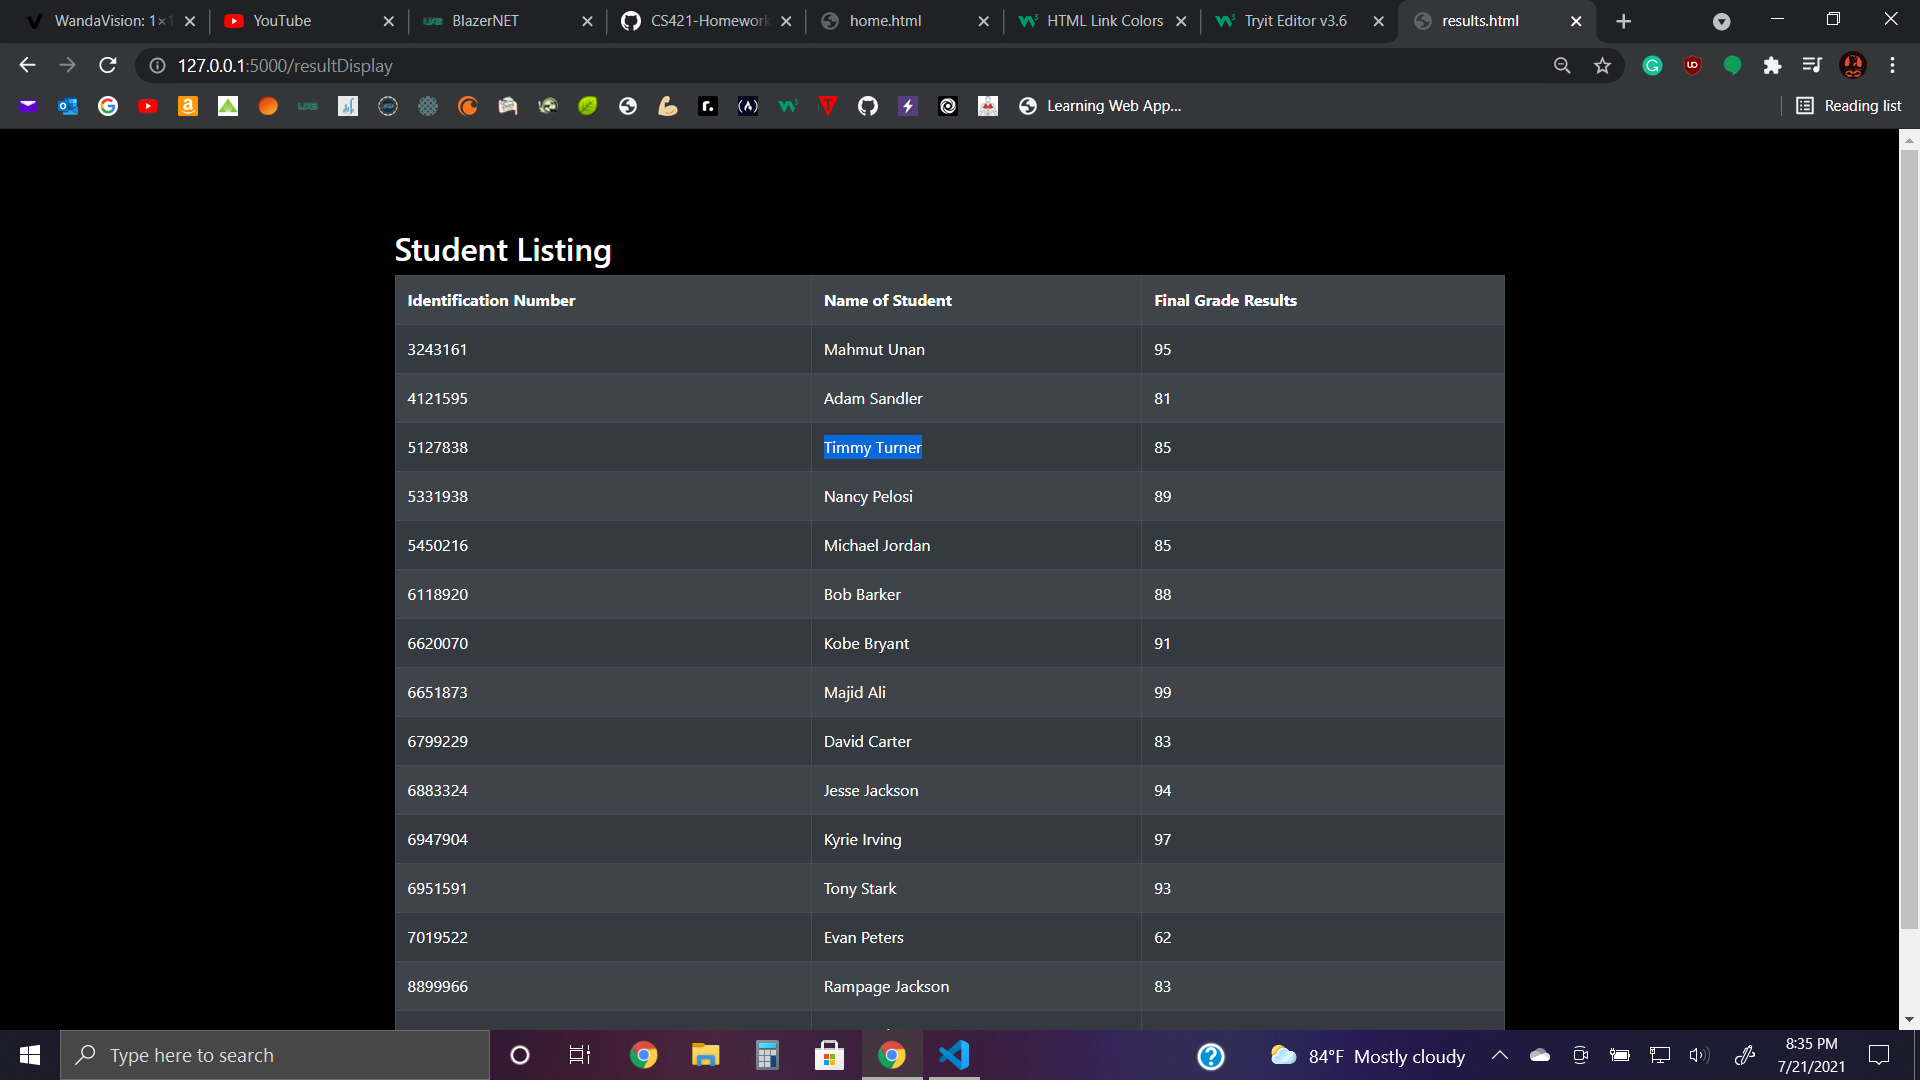 WandaVision: 1×1
YouTube
BlazerNET
CS421-Homework
home.html
HTML Link Colors
Tryit Editor v3.6
results.html
127.0.0.1:5000/resultDisplay
Learning Web App...
Reading list
Student Listing
Identification Number Name of Student Final Grade Results
3243161 Mahmut Unan 95
4121595 Adam Sandler 81
5127838 Timmy Turner 85
5331938 Nancy Pelosi 89
5450216 Michael Jordan 85
6118920 Bob Barker 88
6620070 Kobe Bryant 91
6651873 Majid Ali 99
6799229 David Carter 83
6883324 Jesse Jackson 94
6947904 Kyrie Irving 97
6951591 Tony Stark 93
7019522 Evan Peters 62
8899966 Rampage Jackson 83
Type here to search
84°F Mostly cloudy
8:35 PM
7/21/2021